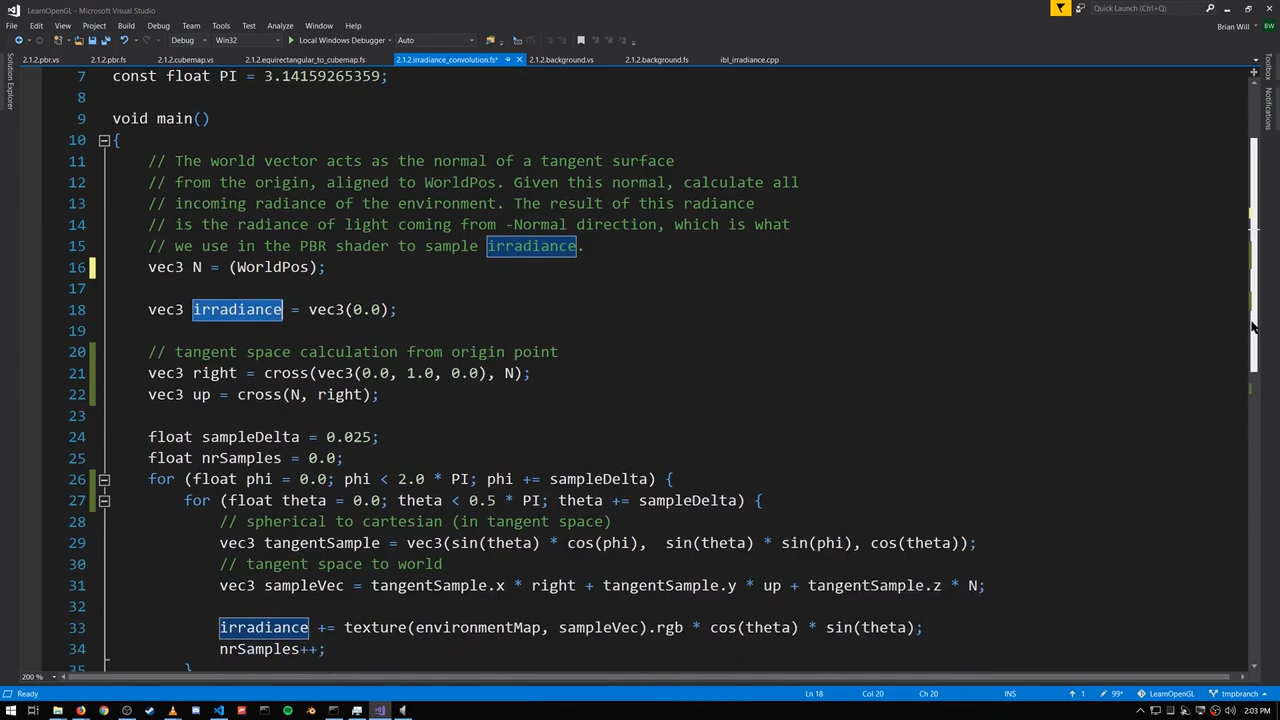 LearnOpenGL - Microsoft Visual Studio
Quick Launch (Ctrl+Q)
File Edit View Project Build Debug Team Tools Test Analyze Window Help
Brian Will BW
Debug Win32 Local Windows Debugger Auto
2.1.2.pbr.vs 2.1.2.pbr.fs 2.1.2.cubemap.vs 2.1.2.equirectangular_to_cubemap.fs 2.1.2.irradiance_convolution.fs* 2.1.2.background.vs 2.1.2.background.fs ibl_irradiance.cpp
Solution Explorer
Toolbox
Notifications
7 const float PI = 3.14159265359;
8
9 void main()
10 {
11 // The world vector acts as the normal of a tangent surface
12 // from the origin, aligned to WorldPos. Given this normal, calculate all
13 // incoming radiance of the environment. The result of this radiance
14 // is the radiance of light coming from -Normal direction, which is what
15 // we use in the PBR shader to sample irradiance.
16 vec3 N = (WorldPos);
17
18 vec3 irradiance = vec3(0.0);
19
20 // tangent space calculation from origin point
21 vec3 right = cross(vec3(0.0, 1.0, 0.0), N);
22 vec3 up = cross(N, right);
23
24 float sampleDelta = 0.025;
25 float nrSamples = 0.0;
26 for (float phi = 0.0; phi < 2.0 * PI; phi += sampleDelta) {
27 for (float theta = 0.0; theta < 0.5 * PI; theta += sampleDelta) {
28 // spherical to cartesian (in tangent space)
29 vec3 tangentSample = vec3(sin(theta) * cos(phi), sin(theta) * sin(phi), cos(theta));
30 // tangent space to world
31 vec3 sampleVec = tangentSample.x * right + tangentSample.y * up + tangentSample.z * N;
32
33 irradiance += texture(environmentMap, sampleVec).rgb * cos(theta) * sin(theta);
34 nrSamples++;
35 }
200 %
Ready Ln 18 Col 20 Ch 20 INS 1 99* LearnOpenGL tmpbranch
2:03 PM